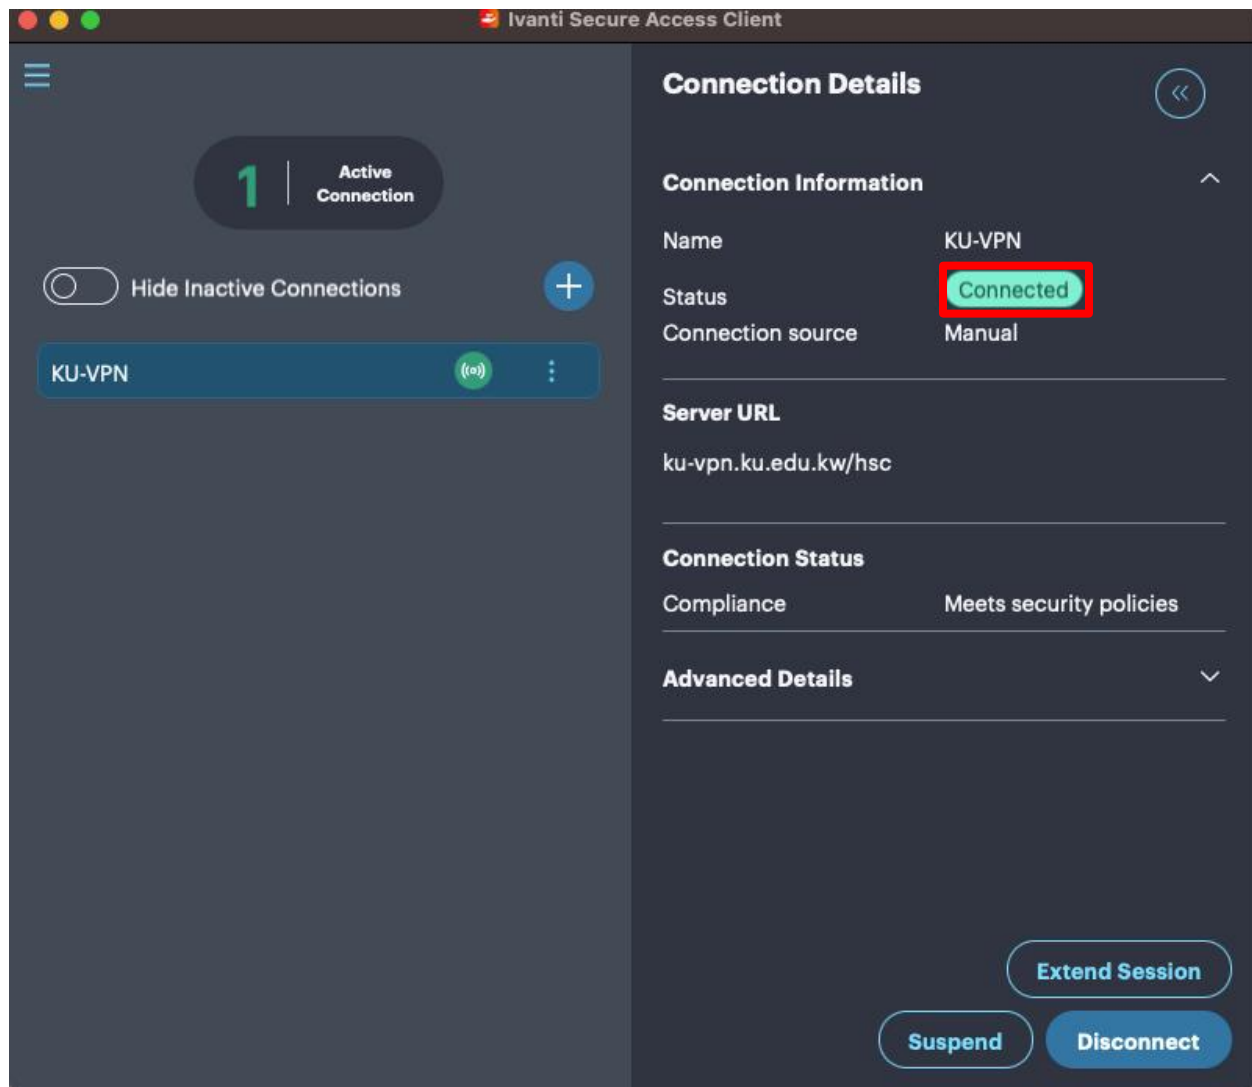 Ivanti Secure Access Client
1
Active
Connection
Hide Inactive Connections
KU-VPN
Connection Details
Connection Information
Name KU-VPN
Status Connected
Connection source Manual
Server URL
ku-vpn.ku.edu.kw/hsc
Connection Status
Compliance Meets security policies
Advanced Details
Extend Session
Suspend Disconnect